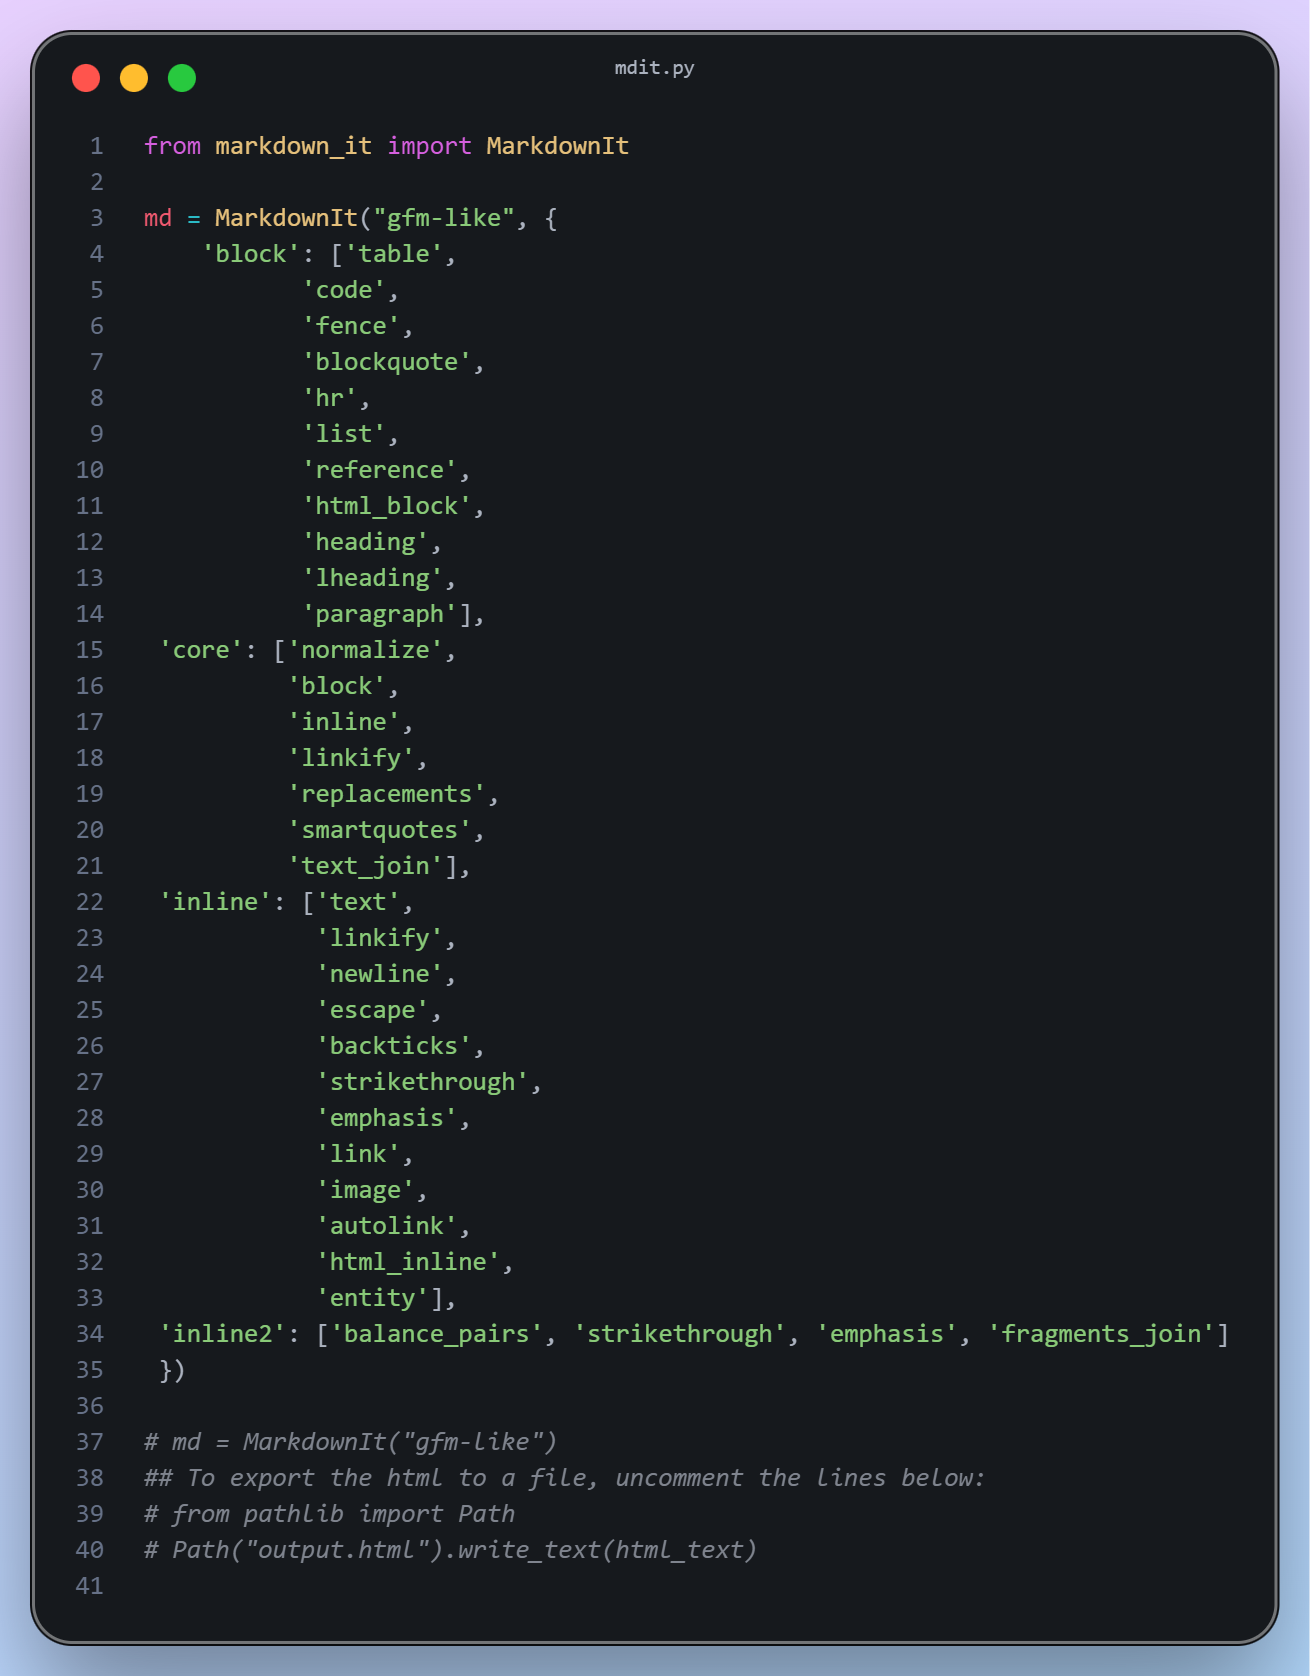 mdit.py
1 from markdown_it import MarkdownIt
2
3 md = MarkdownIt("gfm-like", {
4     'block': ['table',
5            'code',
6            'fence',
7            'blockquote',
8            'hr',
9            'list',
10            'reference',
11            'html_block',
12            'heading',
13            'lheading',
14            'paragraph'],
15  'core': ['normalize',
16           'block',
17           'inline',
18           'linkify',
19           'replacements',
20           'smartquotes',
21           'text_join'],
22  'inline': ['text',
23             'linkify',
24             'newline',
25             'escape',
26             'backticks',
27             'strikethrough',
28             'emphasis',
29             'link',
30             'image',
31             'autolink',
32             'html_inline',
33             'entity'],
34  'inline2': ['balance_pairs', 'strikethrough', 'emphasis', 'fragments_join']
35  })
36
37 # md = MarkdownIt("gfm-like")
38 ## To export the html to a file, uncomment the lines below:
39 # from pathlib import Path
40 # Path("output.html").write_text(html_text)
41